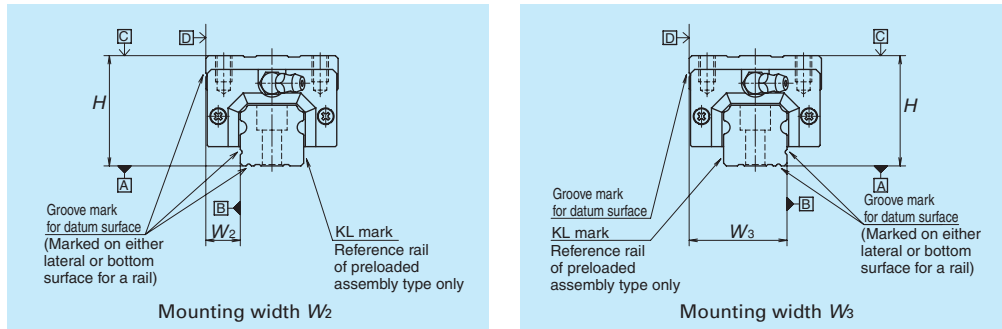 D
C
H
A
B
W2
Groove mark
for datum surface
(Marked on either
lateral or bottom
surface for a rail)
KL mark
Reference rail
of preloaded
assembly type only
Mounting width W2
D
C
H
A
B
W3
Groove mark
for datum surface
KL mark
Reference rail
of preloaded
assembly type only
Groove mark
for datum surface
(Marked on either
lateral or bottom
surface for a rail)
Mounting width W3